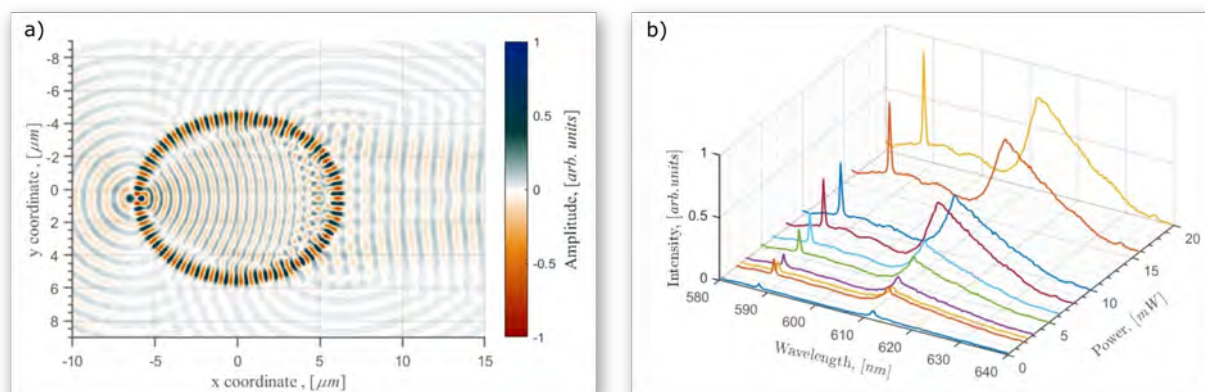 a)
-8
-6
-4
-2
0
2
4
6
8
y coordinate , [μm]
-10 -5 0 5 10 15
x coordinate , [μm]
1
0.5
0
-0.5
-1
Amplitude, [arb. units]
b)
1
0.5
0
Intensity, [arb.units]
580 590 600 610 620 630 640
Wavelength, [nm]
0 5 10 15 20
Power, [mW]